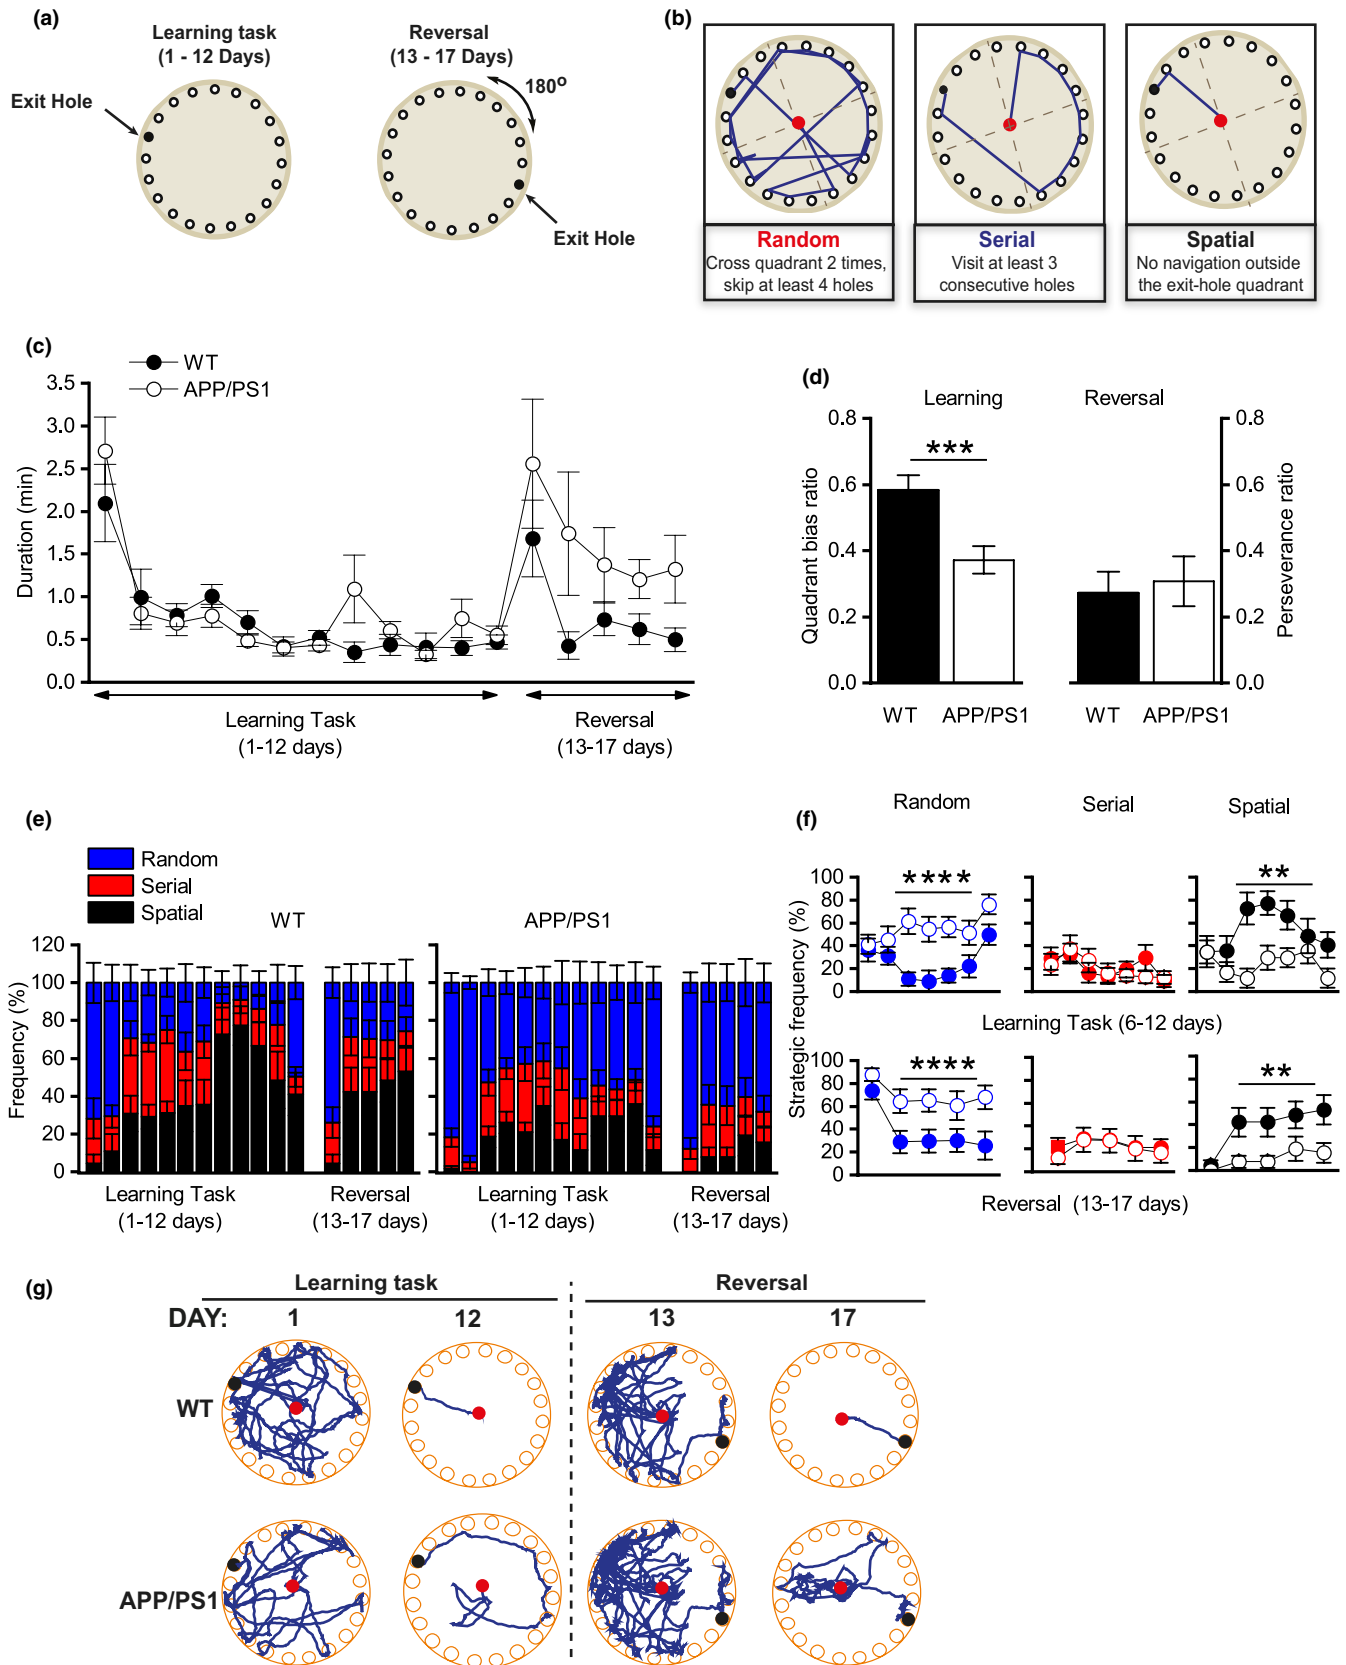 (a)
Learning task
(1 - 12 Days)
Reversal
(13 - 17 Days)
180o
Exit Hole
Exit Hole
(b)
Random
Cross quadrant 2 times,
skip at least 4 holes
Serial
Visit at least 3
consecutive holes
Spatial
No navigation outside
the exit-hole quadrant
(c)
WT
APP/PS1
3.5
3.0
2.5
2.0
1.5
1.0
0.5
0.0
Duration (min)
Learning Task
(1-12 days)
Reversal
(13-17 days)
(d)
Learning
Reversal
0.8
0.6
0.4
0.2
0.0
Quadrant bias ratio
***
WT
APP/PS1
WT
APP/PS1
0.8
0.6
0.4
0.2
0.0
Perseverance ratio
(e)
Random
Serial
Spatial
WT
APP/PS1
120
100
80
60
40
20
0
Frequency (%)
Learning Task
(1-12 days)
Reversal
(13-17 days)
Learning Task
(1-12 days)
Reversal
(13-17 days)
(f)
Random
Serial
Spatial
Strategic frequency (%)
100
80
60
40
20
0
****
**
Learning Task (6-12 days)
100
80
60
40
20
0
****
**
Reversal (13-17 days)
(g)
Learning task
Reversal
DAY:
1
12
13
17
WT
APP/PS1